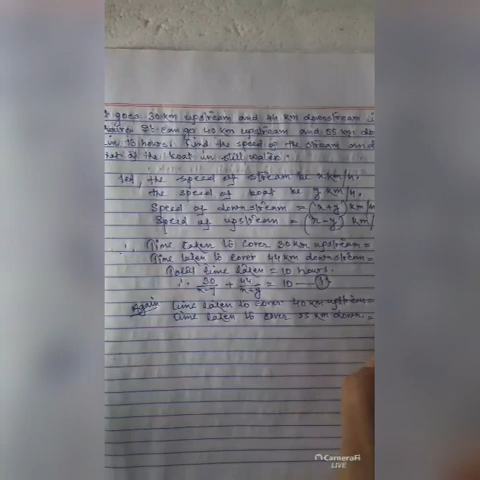 goes 30 km upstream and 44 km downstream in
It can go 40 km upstream and 55 km do
in 13 hours. Find the speed of the stream and
that of the boat in still water.
Let, the speed of stream be x km/h.
the speed of boat be y km/h.
Speed of downstream = (x+y) km/
Speed of upstream = (x-y) km/
∴ Time taken to cover 30 km upstream =
Time taken to cover 44 km downstream =
Total time taken = 10 hours.
∴ 30/x-y + 44/x+y = 10
Again time taken to cover 40 km upstream =
time taken to cover 55 km down. =
CameraFi
LIVE